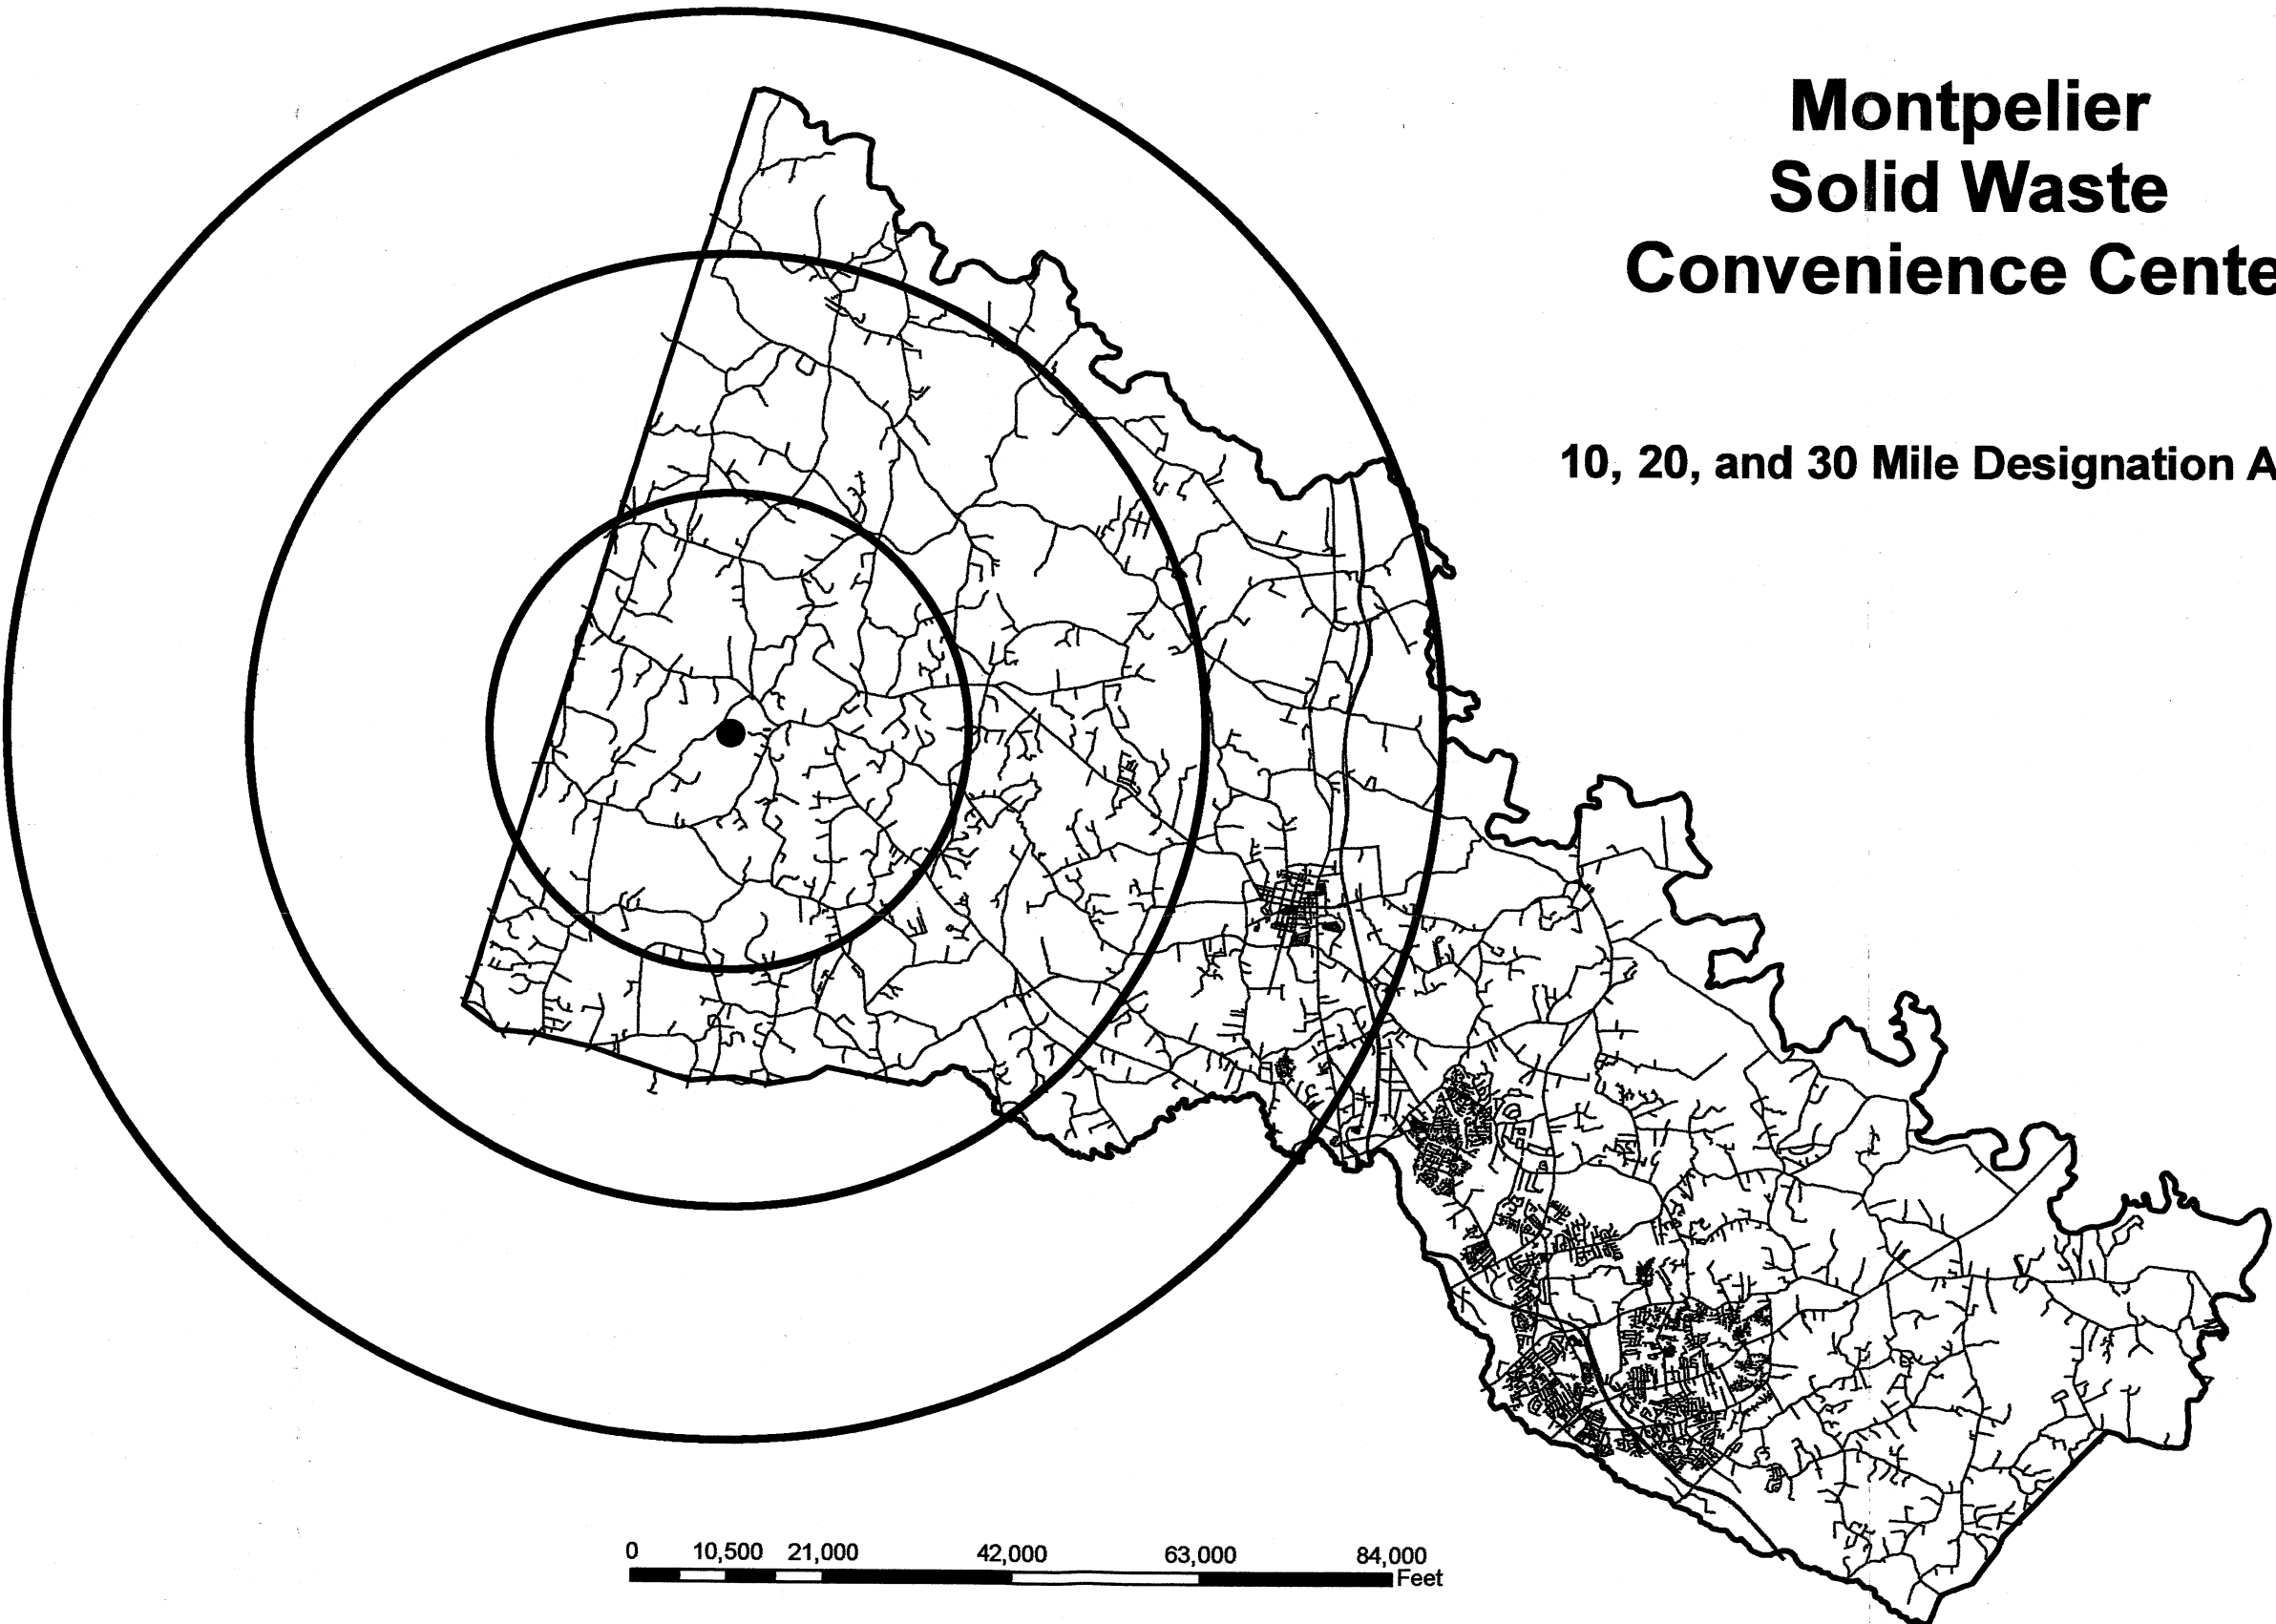 Montpelier
Solid Waste
Convenience Cente
10, 20, and 30 Mile Designation A
0 10,500 21,000 42,000 63,000 84,000
Feet